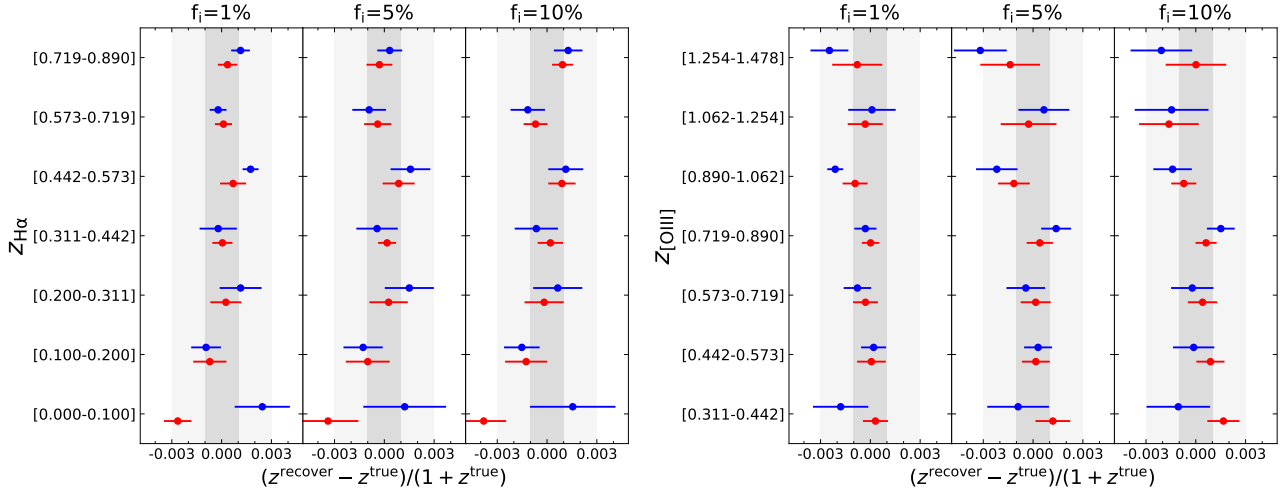 f_i=1% f_i=5% f_i=10% f_i=1% f_i=5% f_i=10%
z_Hα
[0.719-0.890]
[0.573-0.719]
[0.442-0.573]
[0.311-0.442]
[0.200-0.311]
[0.100-0.200]
[0.000-0.100]
-0.003 0.000 0.003 -0.003 0.000 0.003 -0.003 0.000 0.003
(z^recover − z^true)/(1 + z^true)
z_[OIII]
[1.254-1.478]
[1.062-1.254]
[0.890-1.062]
[0.719-0.890]
[0.573-0.719]
[0.442-0.573]
[0.311-0.442]
-0.003 0.000 0.003 -0.003 0.000 0.003 -0.003 0.000 0.003
(z^recover − z^true)/(1 + z^true)